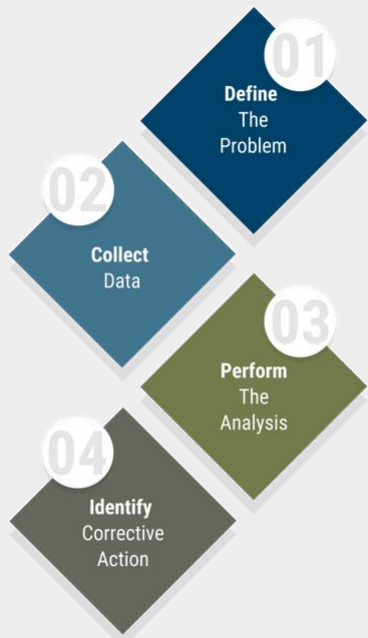 01
Define
The
Problem
02
Collect
Data
03
Perform
The
Analysis
04
Identify
Corrective
Action